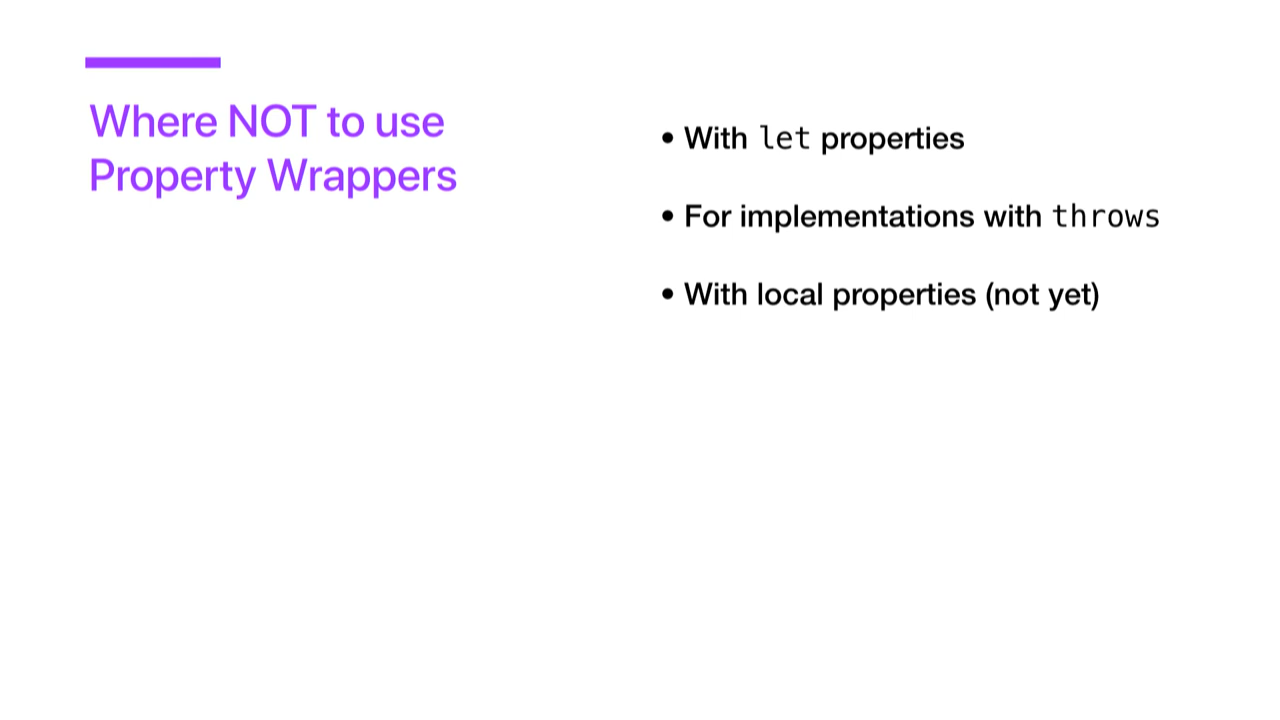 Where NOT to use
Property Wrappers
• With let properties
• For implementations with throws
• With local properties (not yet)